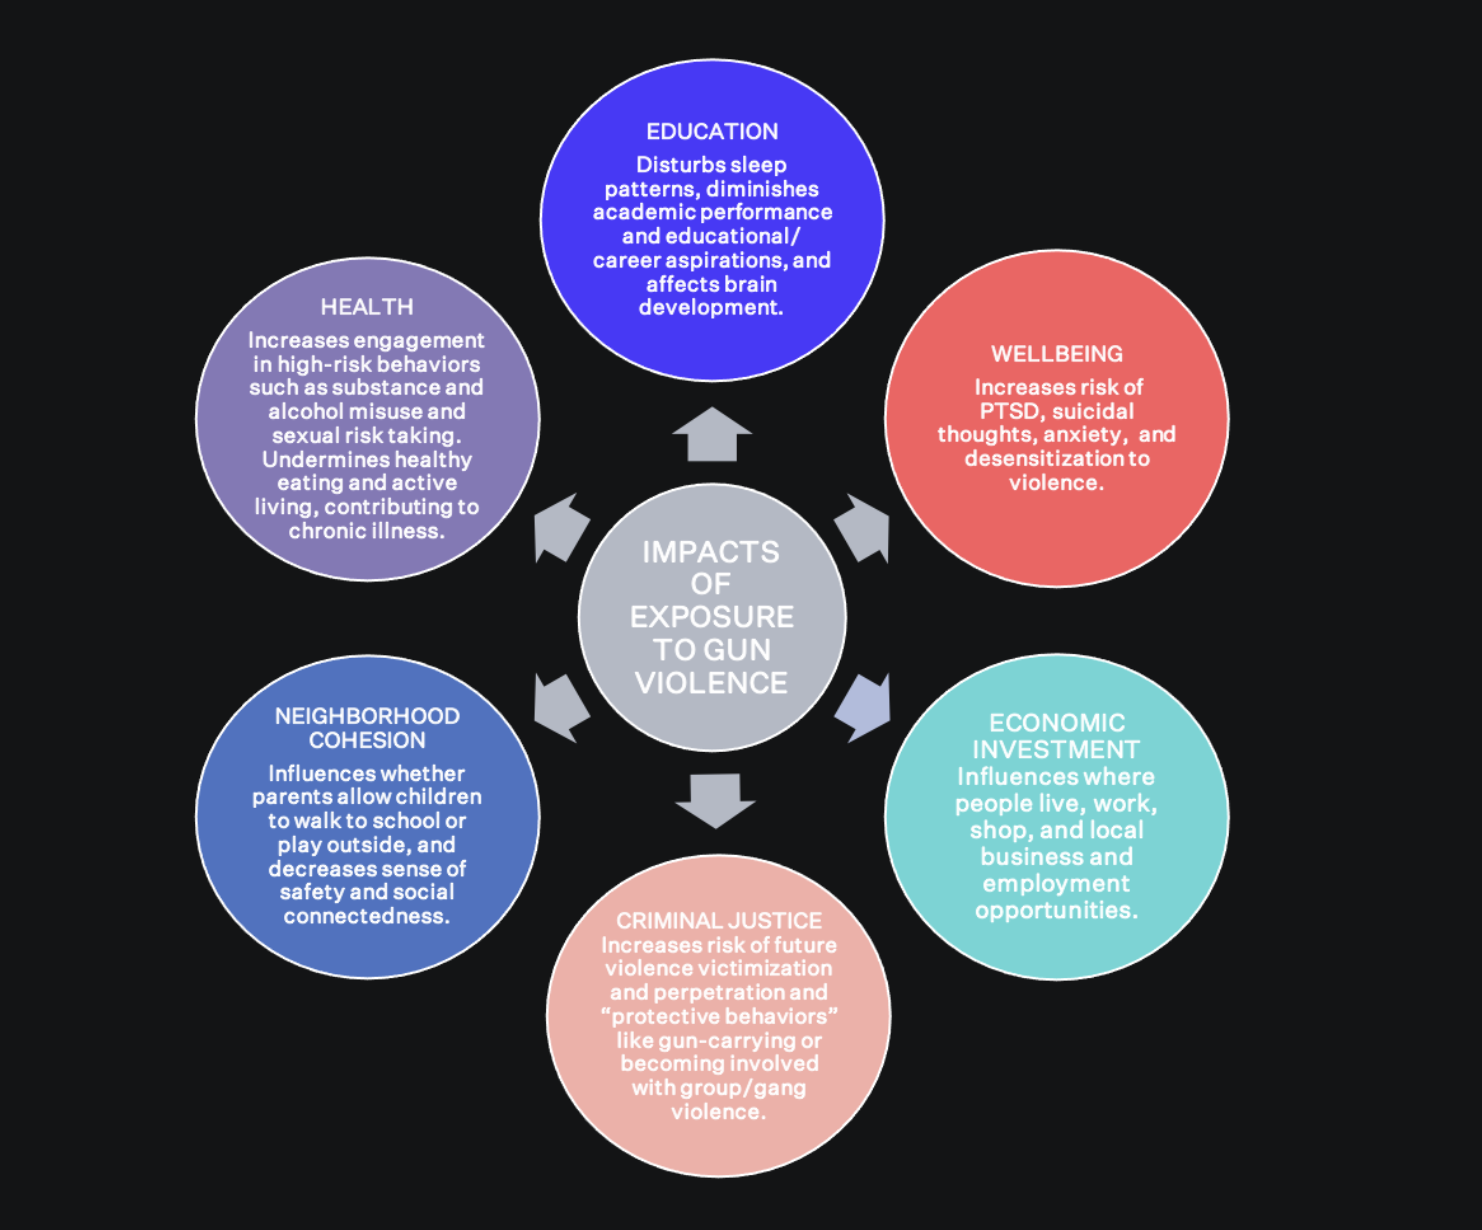 EDUCATION
Disturbs sleep
patterns, diminishes
academic performance
and educational/
career aspirations, and
affects brain
development.
HEALTH
Increases engagement
in high-risk behaviors
such as substance and
alcohol misuse and
sexual risk taking.
Undermines healthy
eating and active
living, contributing to
chronic illness.
WELLBEING
Increases risk of
PTSD, suicidal
thoughts, anxiety, and
desensitization to
violence.
IMPACTS
OF
EXPOSURE
TO GUN
VIOLENCE
NEIGHBORHOOD
COHESION
Influences whether
parents allow children
to walk to school or
play outside, and
decreases sense of
safety and social
connectedness.
ECONOMIC
INVESTMENT
Influences where
people live, work,
shop, and local
business and
employment
opportunities.
CRIMINAL JUSTICE
Increases risk of future
violence victimization
and perpetration and
“protective behaviors”
like gun-carrying or
becoming involved
with group/gang
violence.